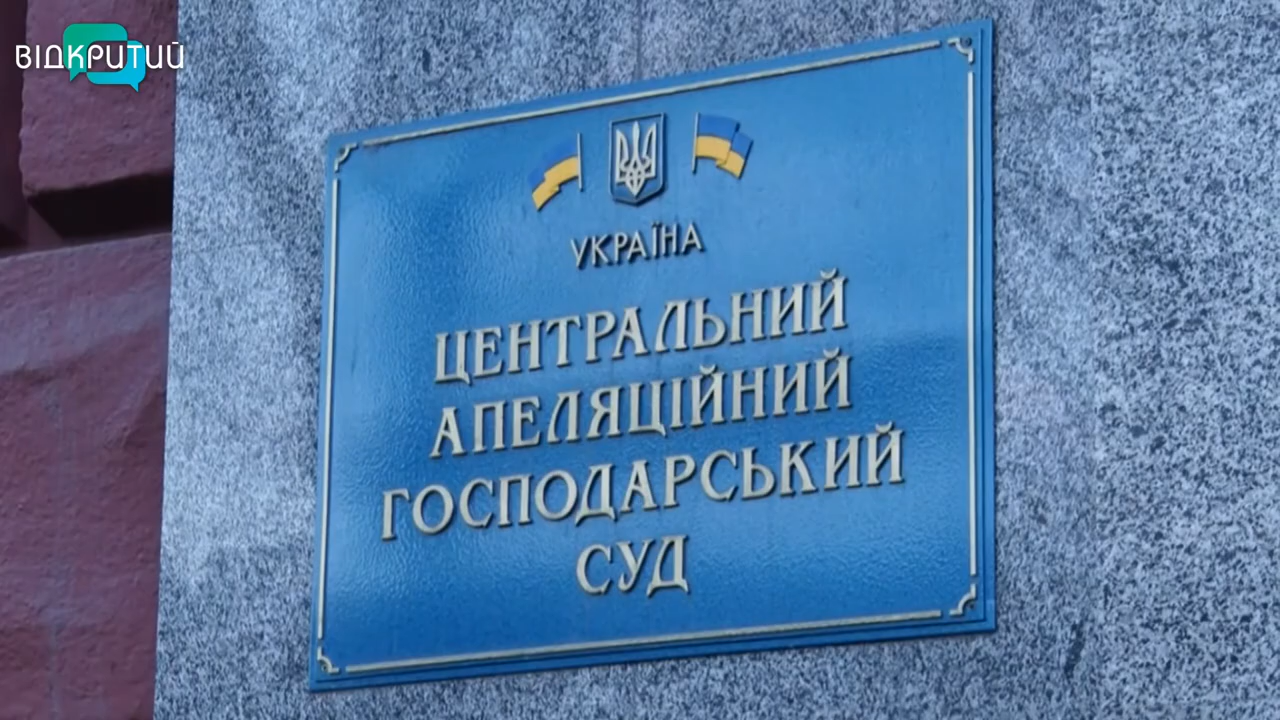 ВІДКРИТИЙ
УКРАЇНА
ЦЕНТРАЛЬНИЙ
АПЕЛЯЦІЙНИЙ
ГОСПОДАРСЬКИЙ
СУД